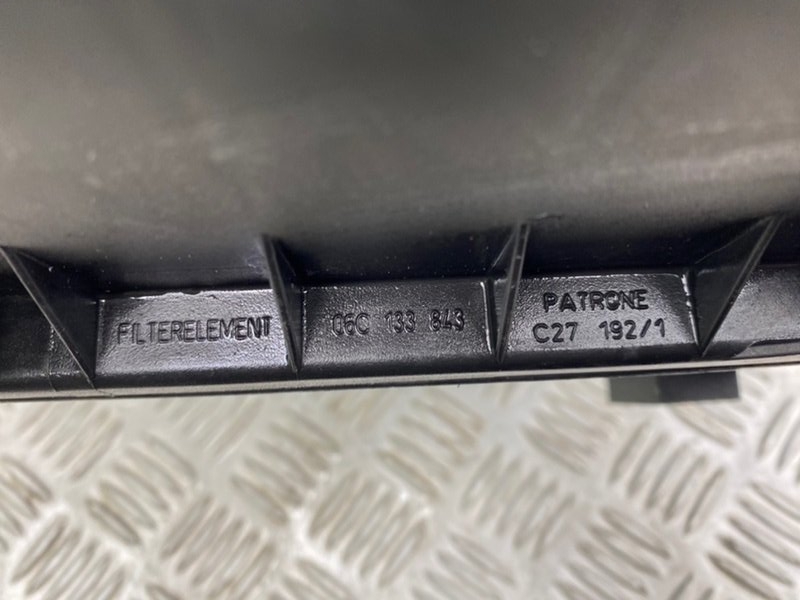 FILTERELEMENT
06C 133 843
PATRONE
C27 192/1